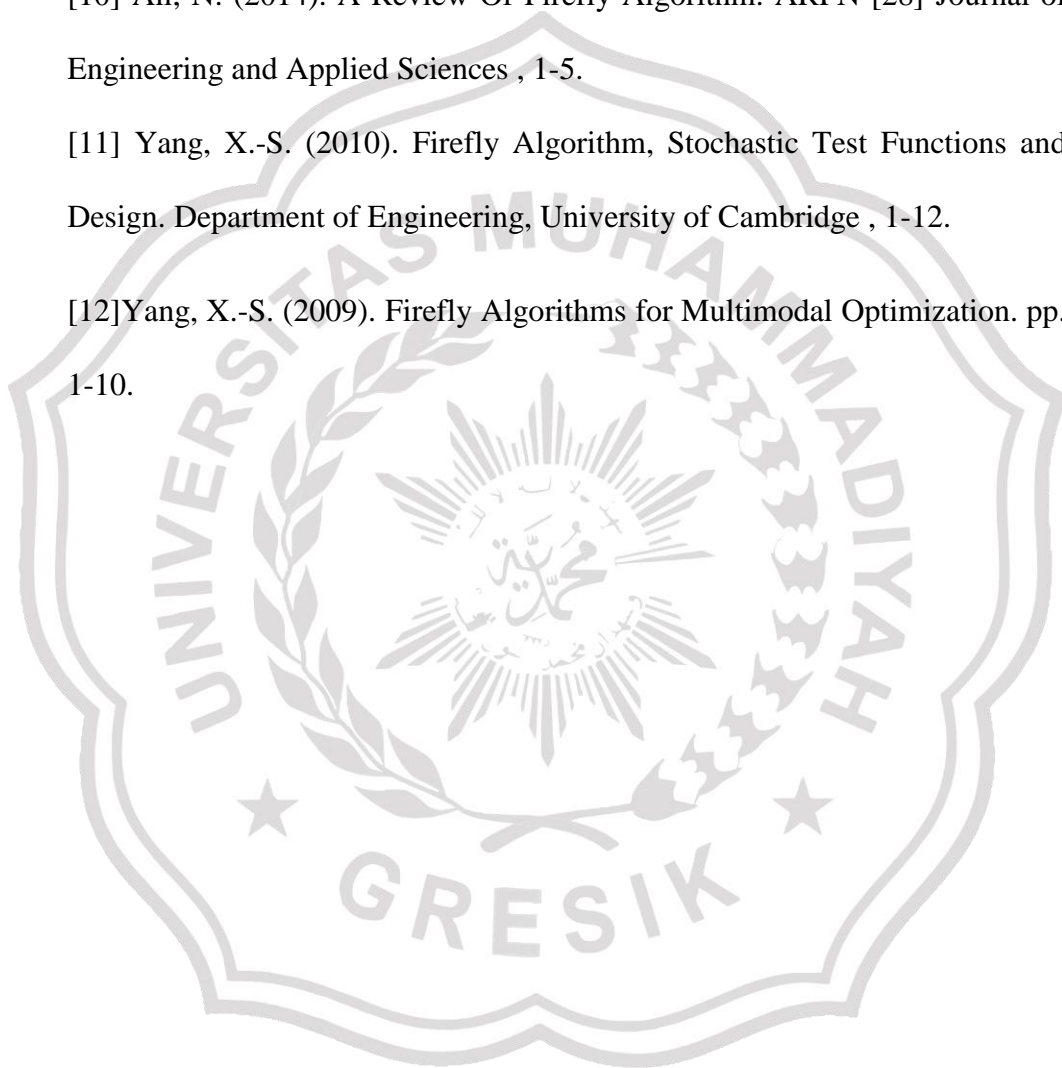 [10] Ali, N. (2014). A Review Of Firefly Algorithm. ARPN [28] Journal of
Engineering and Applied Sciences , 1-5.
[11] Yang, X.-S. (2010). Firefly Algorithm, Stochastic Test Functions and
Design. Department of Engineering, University of Cambridge , 1-12.
[12]Yang, X.-S. (2009). Firefly Algorithms for Multimodal Optimization. pp.
1-10.
UNIVERSITAS MUHAMMADIYAH
GRESIK